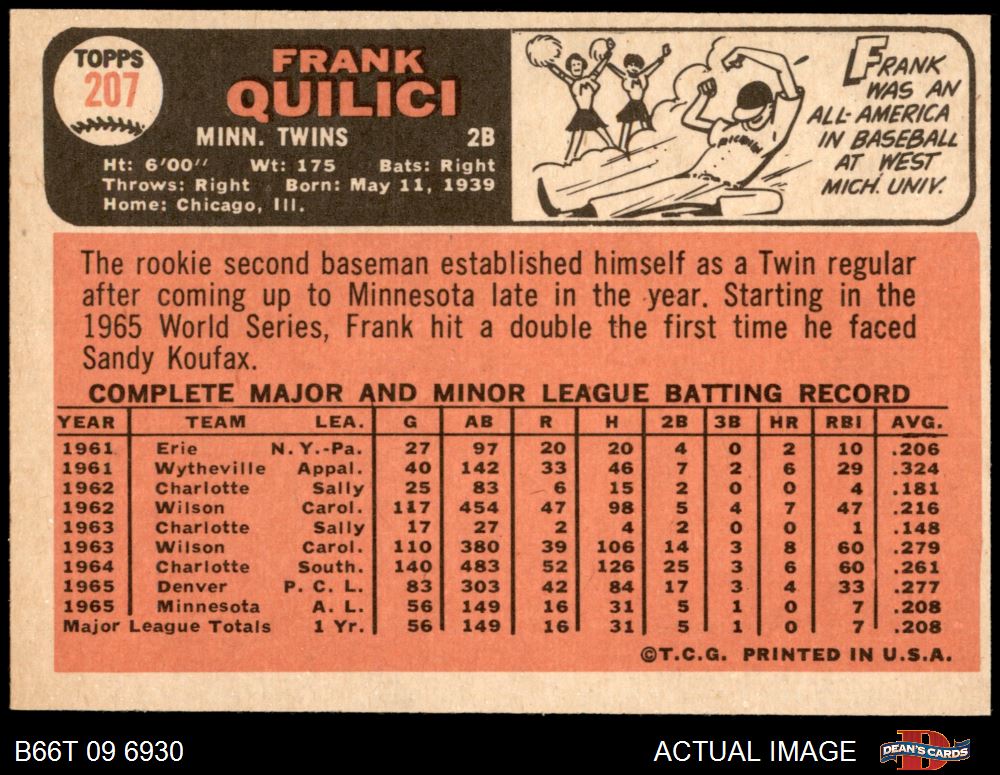 TOPPS
207
FRANK
QUILICI
MINN. TWINS 2B
Ht: 6'00" Wt: 175 Bats: Right
Throws: Right Born: May 11, 1939
Home: Chicago, Ill.
FRANK
WAS AN
ALL-AMERICA
IN BASEBALL
AT WEST
MICH. UNIV.
M
M
MICHIGAN
The rookie second baseman established himself as a Twin regular
after coming up to Minnesota late in the year. Starting in the
1965 World Series, Frank hit a double the first time he faced
Sandy Koufax.
COMPLETE MAJOR AND MINOR LEAGUE BATTING RECORD
YEAR TEAM LEA. G AB R H 2B 3B HR RBI AVG.
1961 Erie N.Y.-Pa. 27 97 20 20 4 0 2 10 .206
1961 Wytheville Appal. 40 142 33 46 7 2 6 29 .324
1962 Charlotte Sally 25 83 6 15 2 0 0 4 .181
1962 Wilson Carol. 117 454 47 98 5 4 7 47 .216
1963 Charlotte Sally 17 27 2 4 2 0 0 1 .148
1963 Wilson Carol. 110 380 39 106 14 3 8 60 .279
1964 Charlotte South. 140 483 52 126 25 3 6 60 .261
1965 Denver P.C.L. 83 303 42 84 17 3 4 33 .277
1965 Minnesota A.L. 56 149 16 31 5 1 0 7 .208
Major League Totals 1 Yr. 56 149 16 31 5 1 0 7 .208
©T.C.G. PRINTED IN U.S.A.
B66T 09 6930 ACTUAL IMAGE DEAN'S CARDS